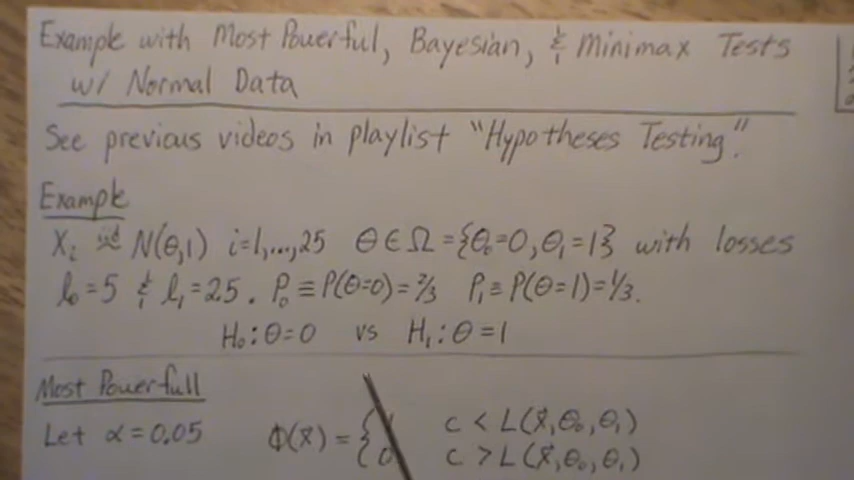 Example with Most Powerful, Bayesian, & Minimax Tests
w/ Normal Data
See previous videos in playlist "Hypotheses Testing".
Example
Xᵢ iid N(θ,1) i=1,...,25 θ∈Ω={θ₀=0,θ₁=1} with losses
l₀=5 & l₁=25. P₀≡P(θ=0)=2/3 P₁≡P(θ=1)=1/3.
H₀:θ=0 vs H₁:θ=1
Most Powerfull
Let α=0.05 Φ(x⃗)={ c<L(x⃗,θ₀,θ₁)
0 c>L(x⃗,θ₀,θ₁)